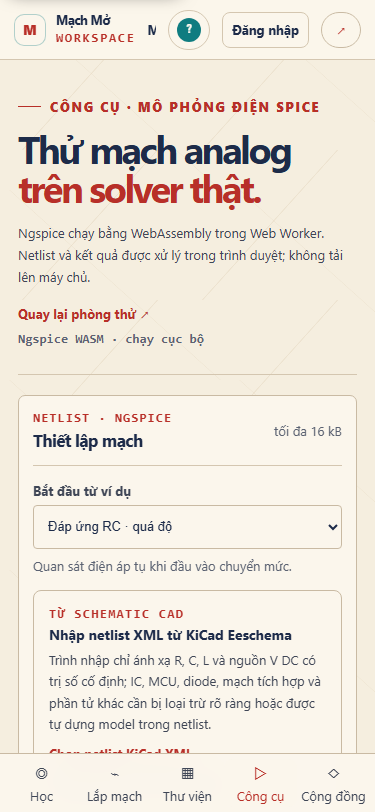 M
Mạch Mở
WORKSPACE
M
?
Đăng nhập
↗
CÔNG CỤ · MÔ PHỎNG ĐIỆN SPICE
Thử mạch analog
trên solver thật.
Ngspice chạy bằng WebAssembly trong Web Worker.
Netlist và kết quả được xử lý trong trình duyệt; không tải
lên máy chủ.
Quay lại phòng thử ↗
Ngspice WASM · chạy cục bộ
NETLIST · NGSPICE
Thiết lập mạch
tối đa 16 kB
Bắt đầu từ ví dụ
Đáp ứng RC · quá độ
Quan sát điện áp tụ khi đầu vào chuyển mức.
TỪ SCHEMATIC CAD
Nhập netlist XML từ KiCad Eeschema
Trình nhập chỉ ánh xạ R, C, L và nguồn V DC có
trị số cố định; IC, MCU, diode, mạch tích hợp và
phần tử khác cần bị loại trừ rõ ràng hoặc được
tự dựng model trong netlist.
Chọn netlist KiCad XML
Học
Lắp mạch
Thư viện
Công cụ
Cộng đồng